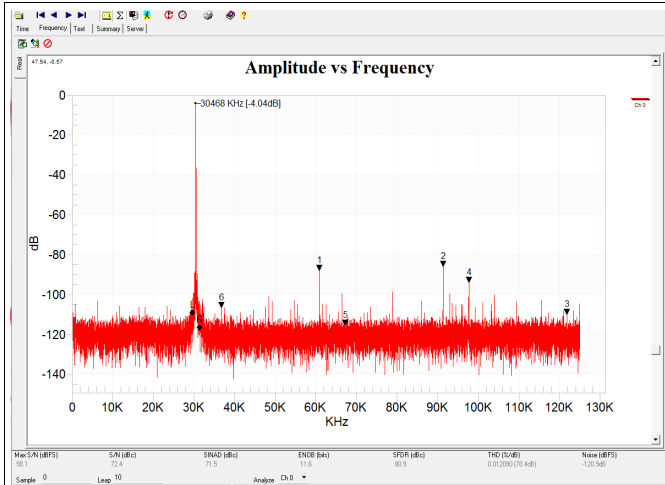 Time Frequency Text Summary Server
Real
47.54, -0.57
Amplitude vs Frequency
30468 KHz [-4.04dB]
Ch 0
0
-20
-40
-60
-80
-100
-120
-140
dB
1
2
3
4
5
6
0 10K 20K 30K 40K 50K 60K 70K 80K 90K 100K 110K 120K 130K
KHz
Max S/N (dBFS) S/N (dBc) SINAD (dBc) ENOB (bits) SFDR (dBc) THD (%/dB) Noise (dBFS)
98.1 72.4 71.5 11.6 80.9 0.012090 (78.4dB) -120.9dB
Sample 0 Leap 10 Analyze Ch 0